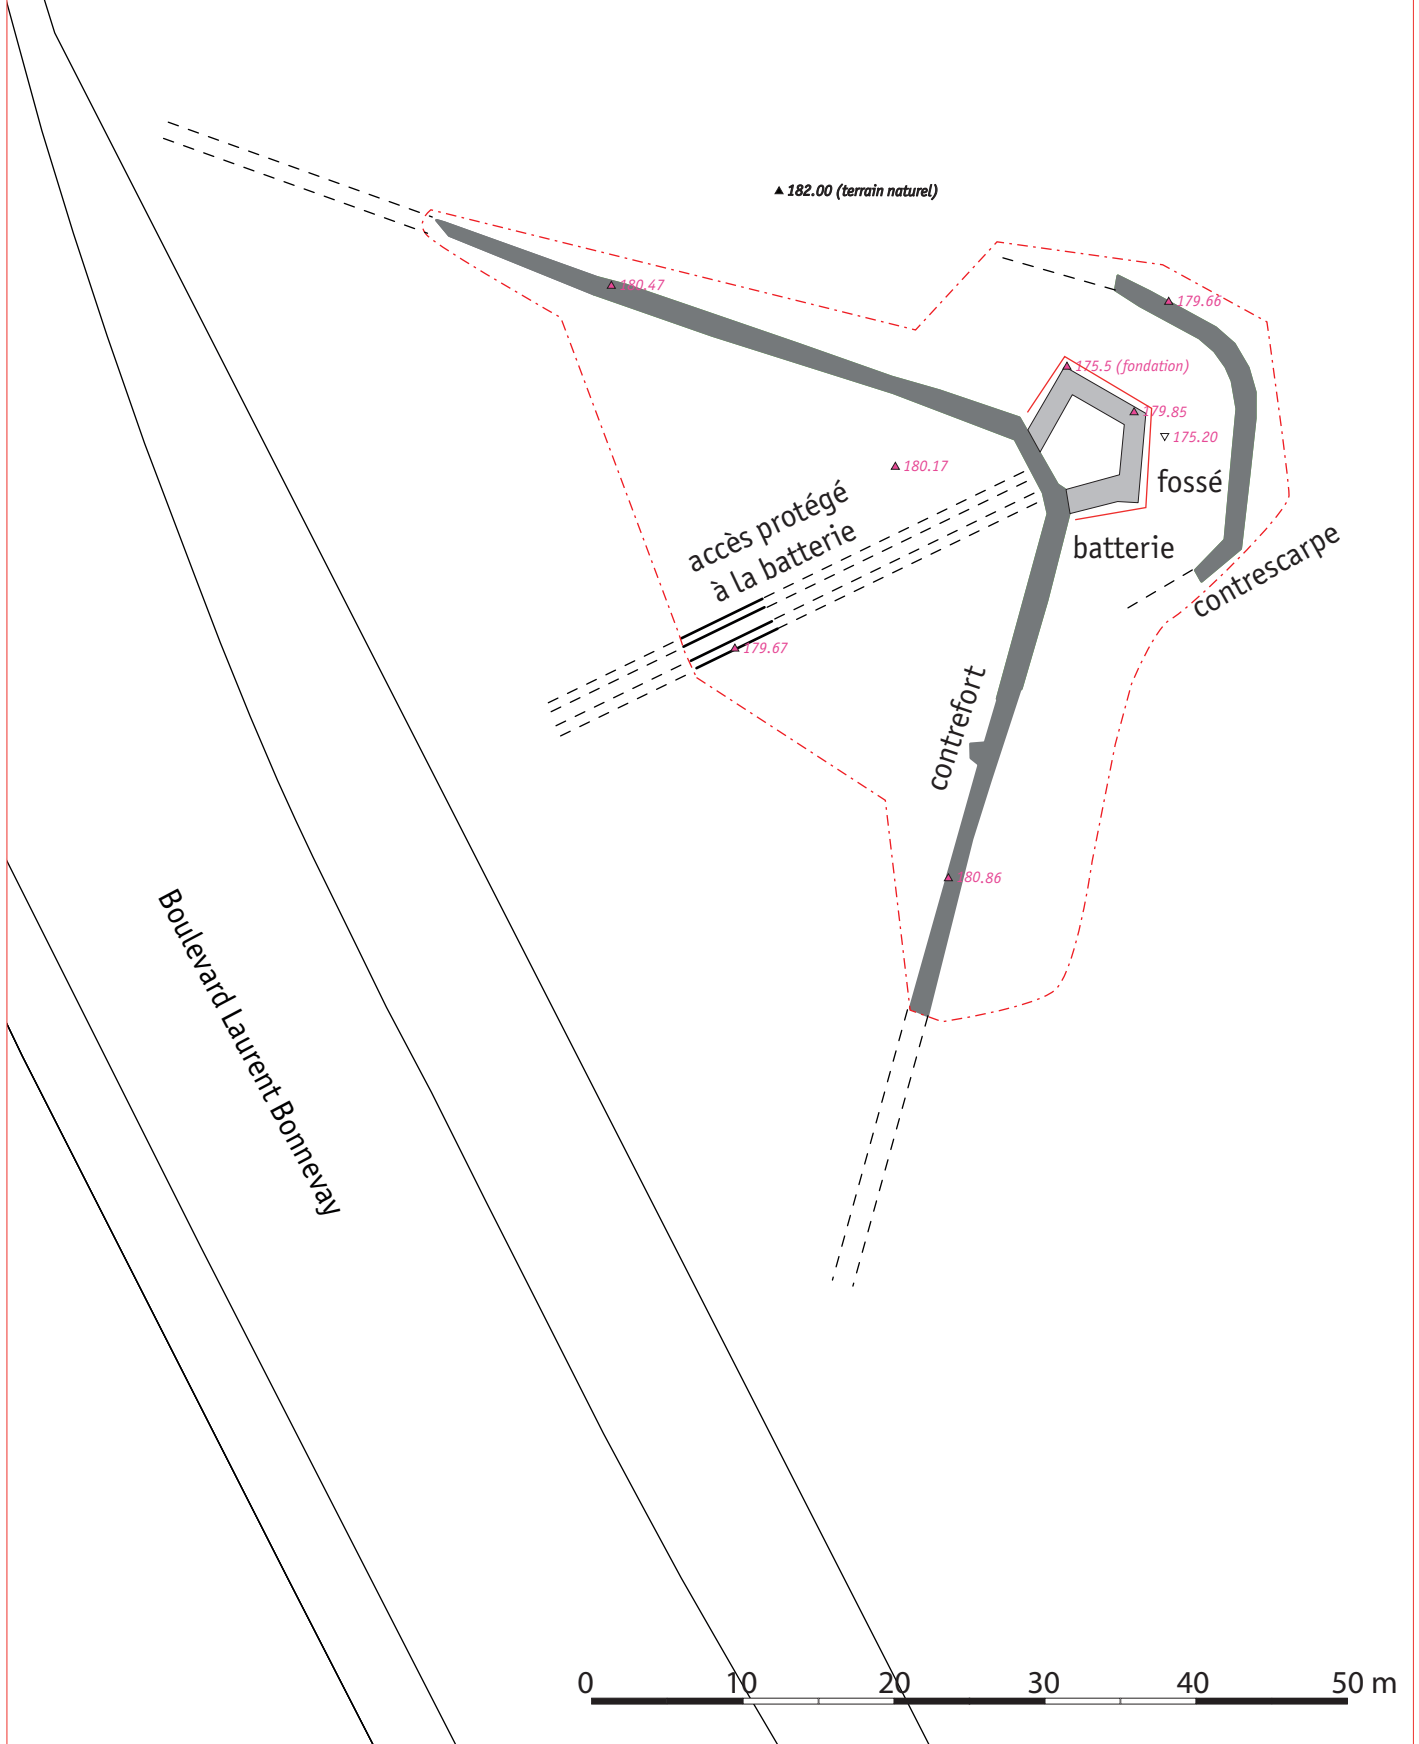 182.00 (terrain naturel)
180.47
179.66
175.5 (fondation)
179.85
175.20
180.17
fossé
accès protégé
à la batterie
batterie
contrescarpe
179.67
contrefort
180.86
Boulevard Laurent Bonnevay
0 10 20 30 40 50 m